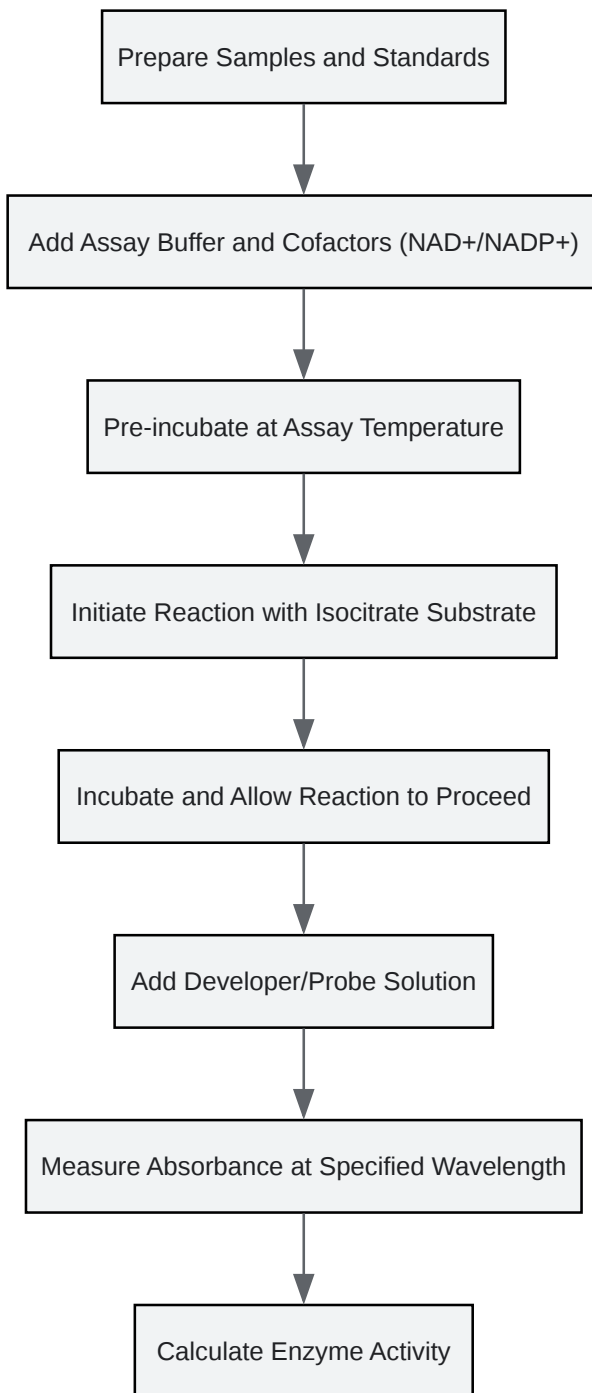 Prepare Samples and Standards
Add Assay Buffer and Cofactors (NAD+/NADP+)
Pre-incubate at Assay Temperature
Initiate Reaction with Isocitrate Substrate
Incubate and Allow Reaction to Proceed
Add Developer/Probe Solution
Measure Absorbance at Specified Wavelength
Calculate Enzyme Activity